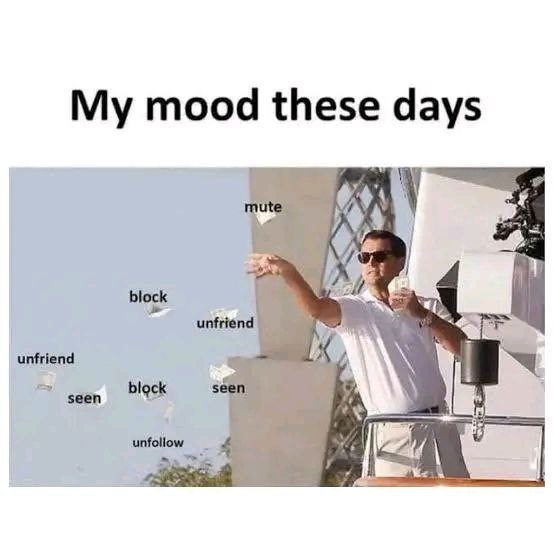 My mood these days
mute
block
unfriend
unfriend
seen
block
seen
unfollow